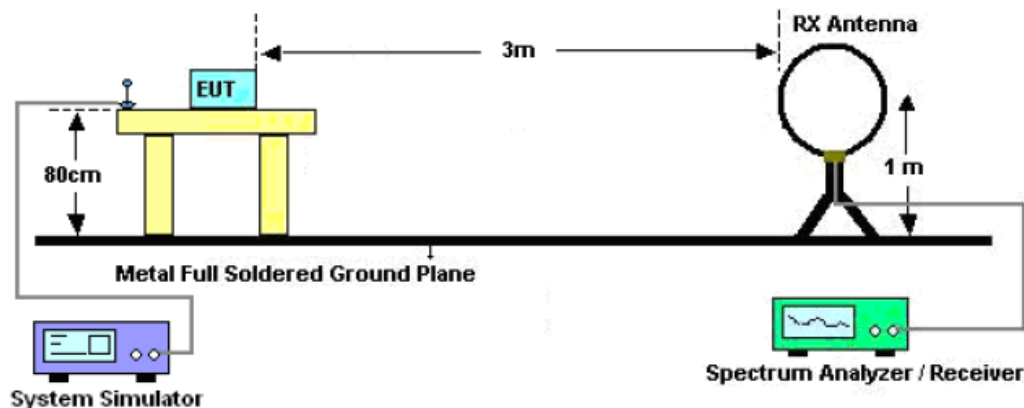 RX Antenna
3m
EUT
80cm
1 m
Metal Full Soldered Ground Plane
System Simulator
Spectrum Analyzer / Receiver